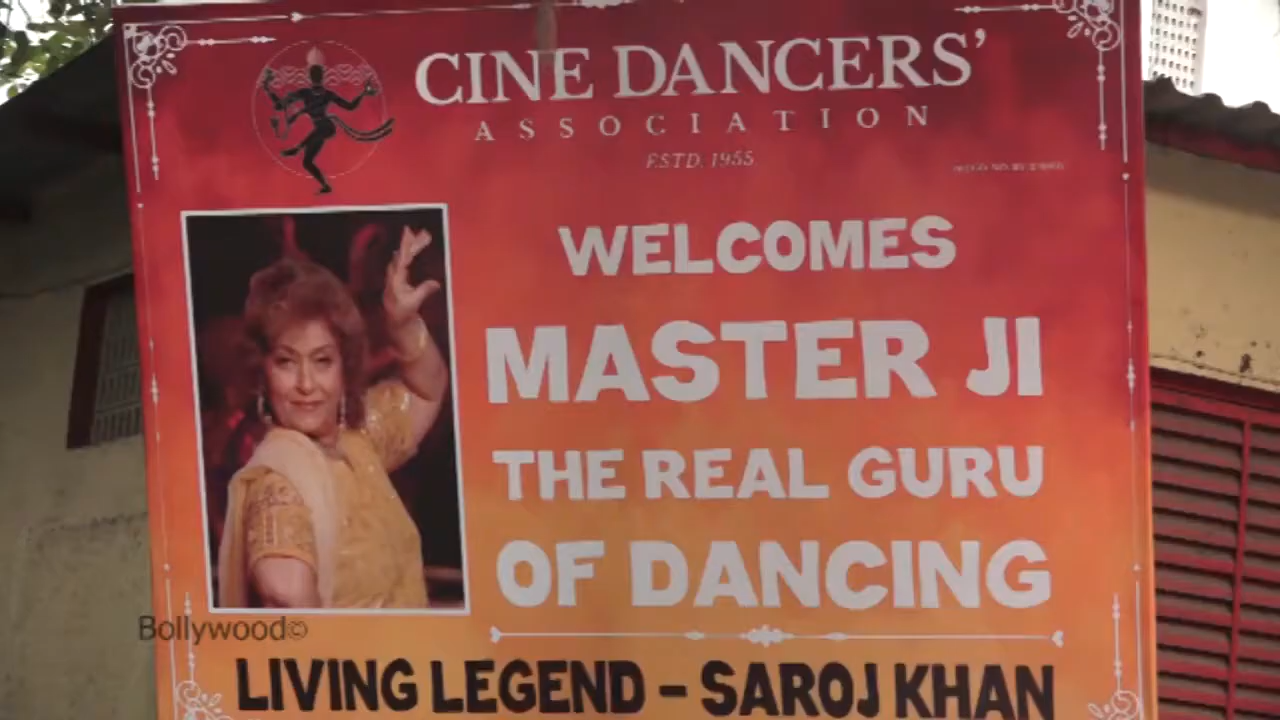 CINE DANCERS'
ASSOCIATION
ESTD. 1955
WELCOMES
MASTER JI
THE REAL GURU
OF DANCING
Bollywood©
LIVING LEGEND – SAROJ KHAN